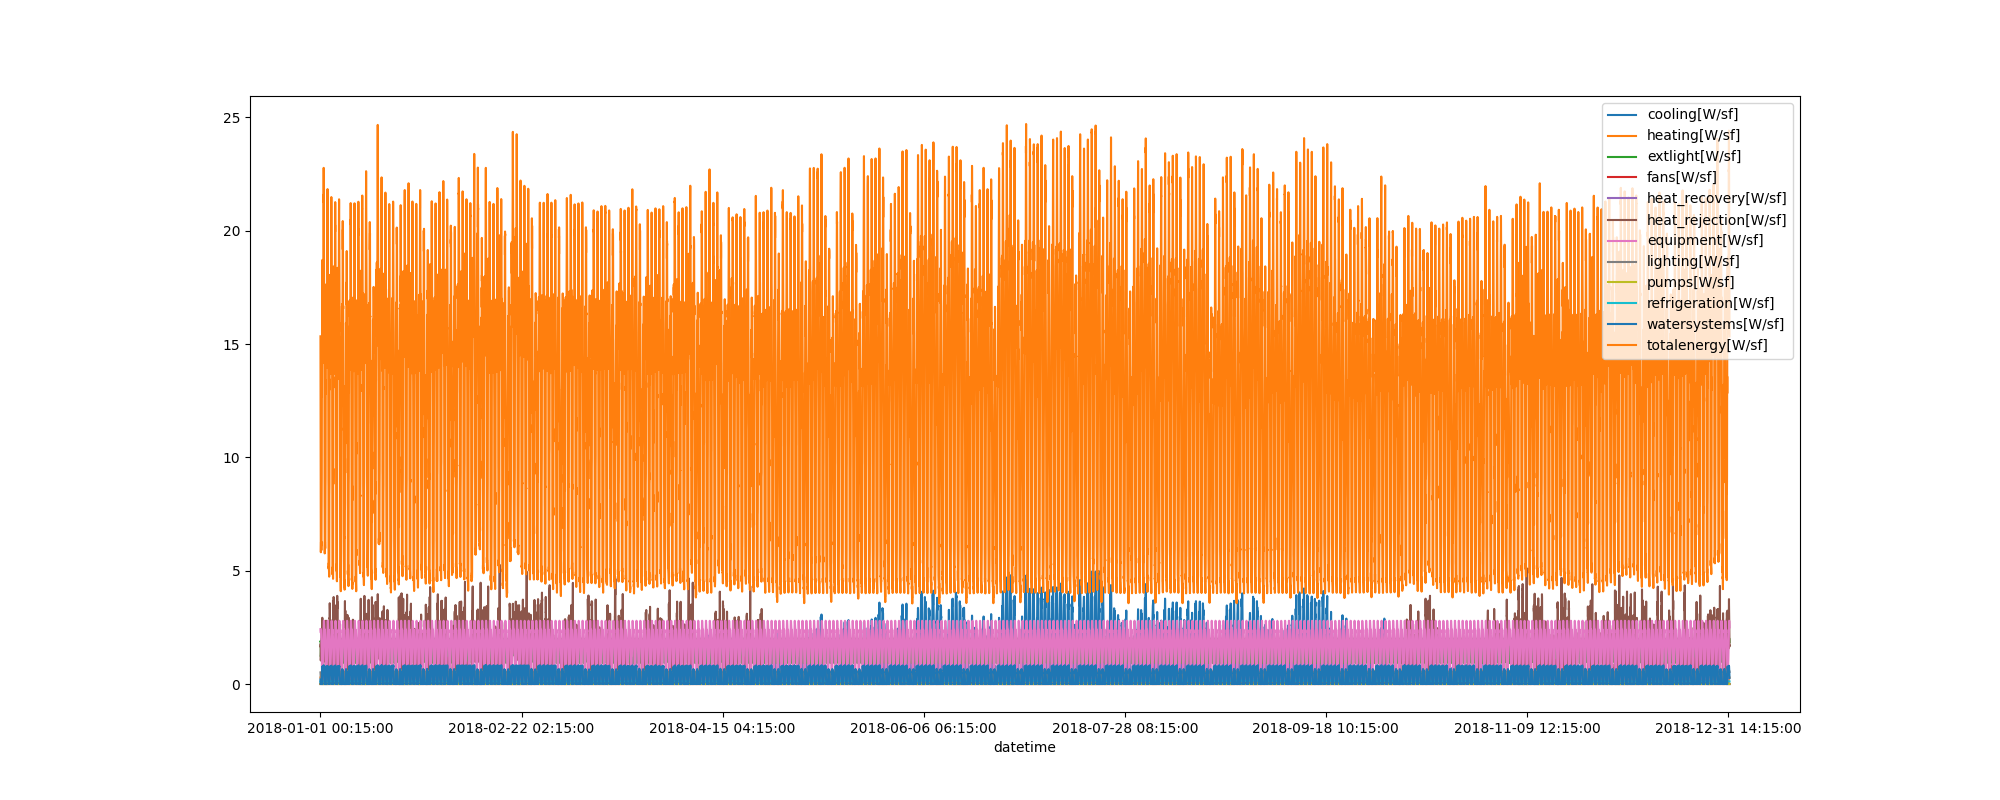 25
20
15
10
5
0
cooling[W/sf]
heating[W/sf]
extlight[W/sf]
fans[W/sf]
heat_recovery[W/sf]
heat_rejection[W/sf]
equipment[W/sf]
lighting[W/sf]
pumps[W/sf]
refrigeration[W/sf]
watersystems[W/sf]
totalenergy[W/sf]
2018-01-01 00:15:00
2018-02-22 02:15:00
2018-04-15 04:15:00
2018-06-06 06:15:00
2018-07-28 08:15:00
2018-09-18 10:15:00
2018-11-09 12:15:00
2018-12-31 14:15:00
datetime